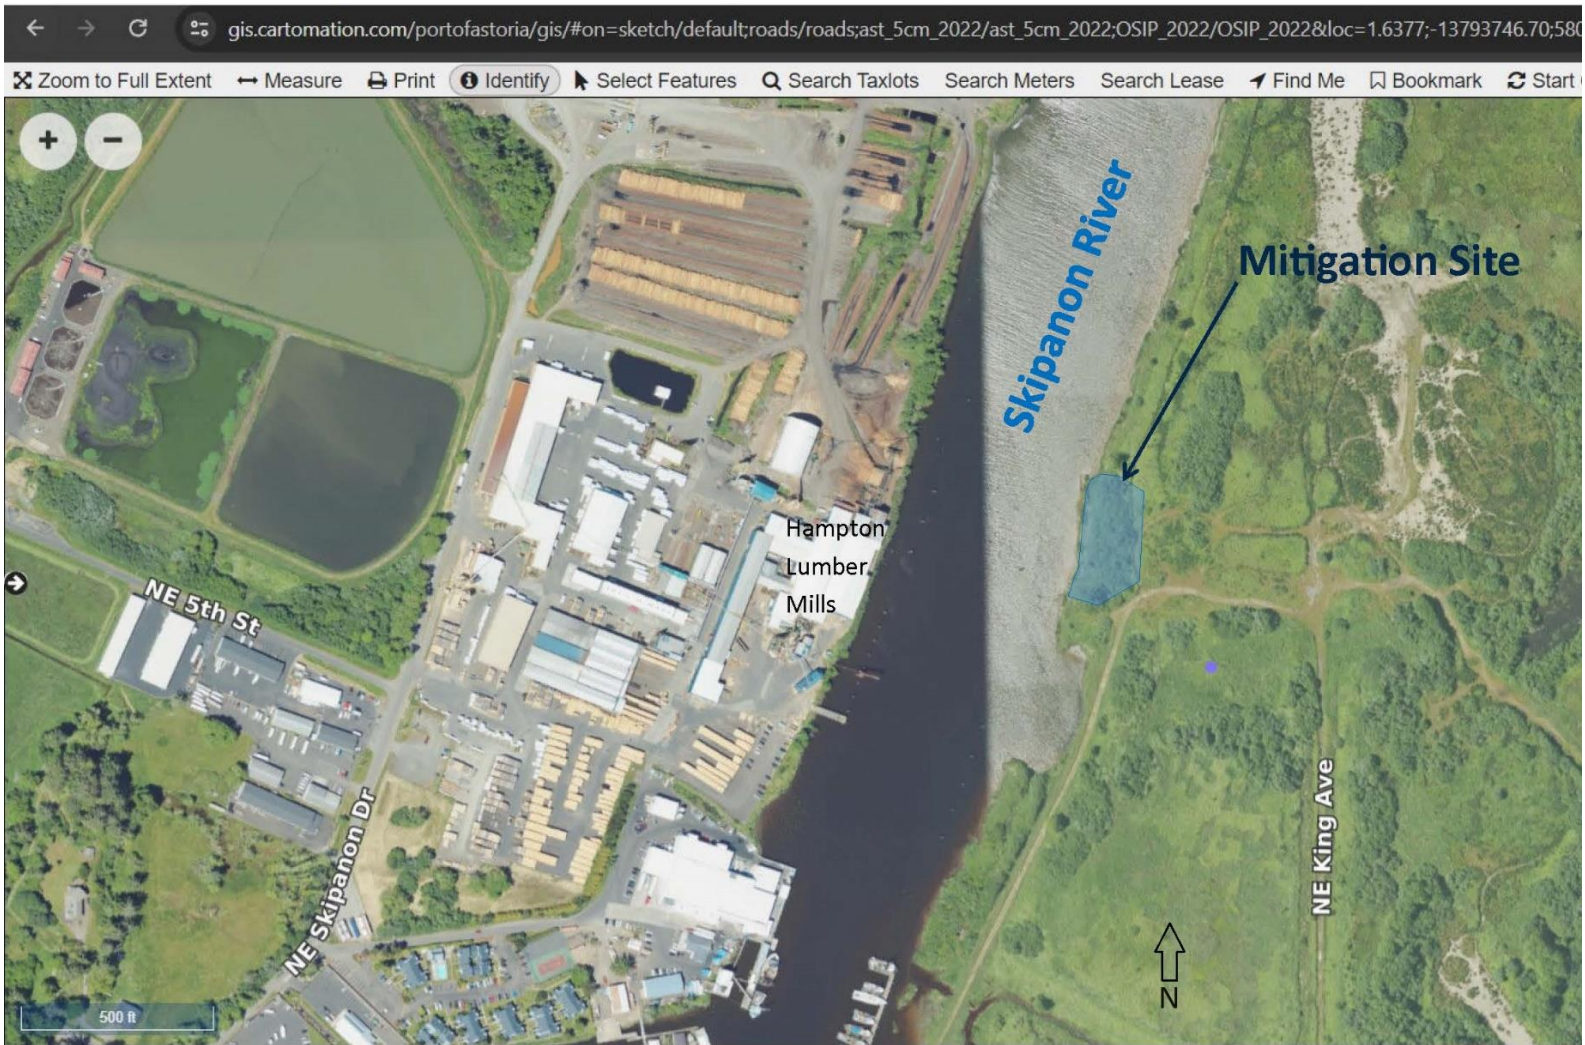 gis.cartomation.com/portofastoria/gis/#on=sketch/default;roads/roads;ast_5cm_2022/ast_5cm_2022;OSIP_2022/OSIP_2022&loc=1.6377;-13793746.70;580
Zoom to Full Extent Measure Print Identify Select Features Search Taxlots Search Meters Search Lease Find Me Bookmark Start
+ −
Skipanon River
Mitigation Site
Hampton
Lumber
Mills
NE 5th St
NE Skipanon Dr
NE King Ave
N
500 ft